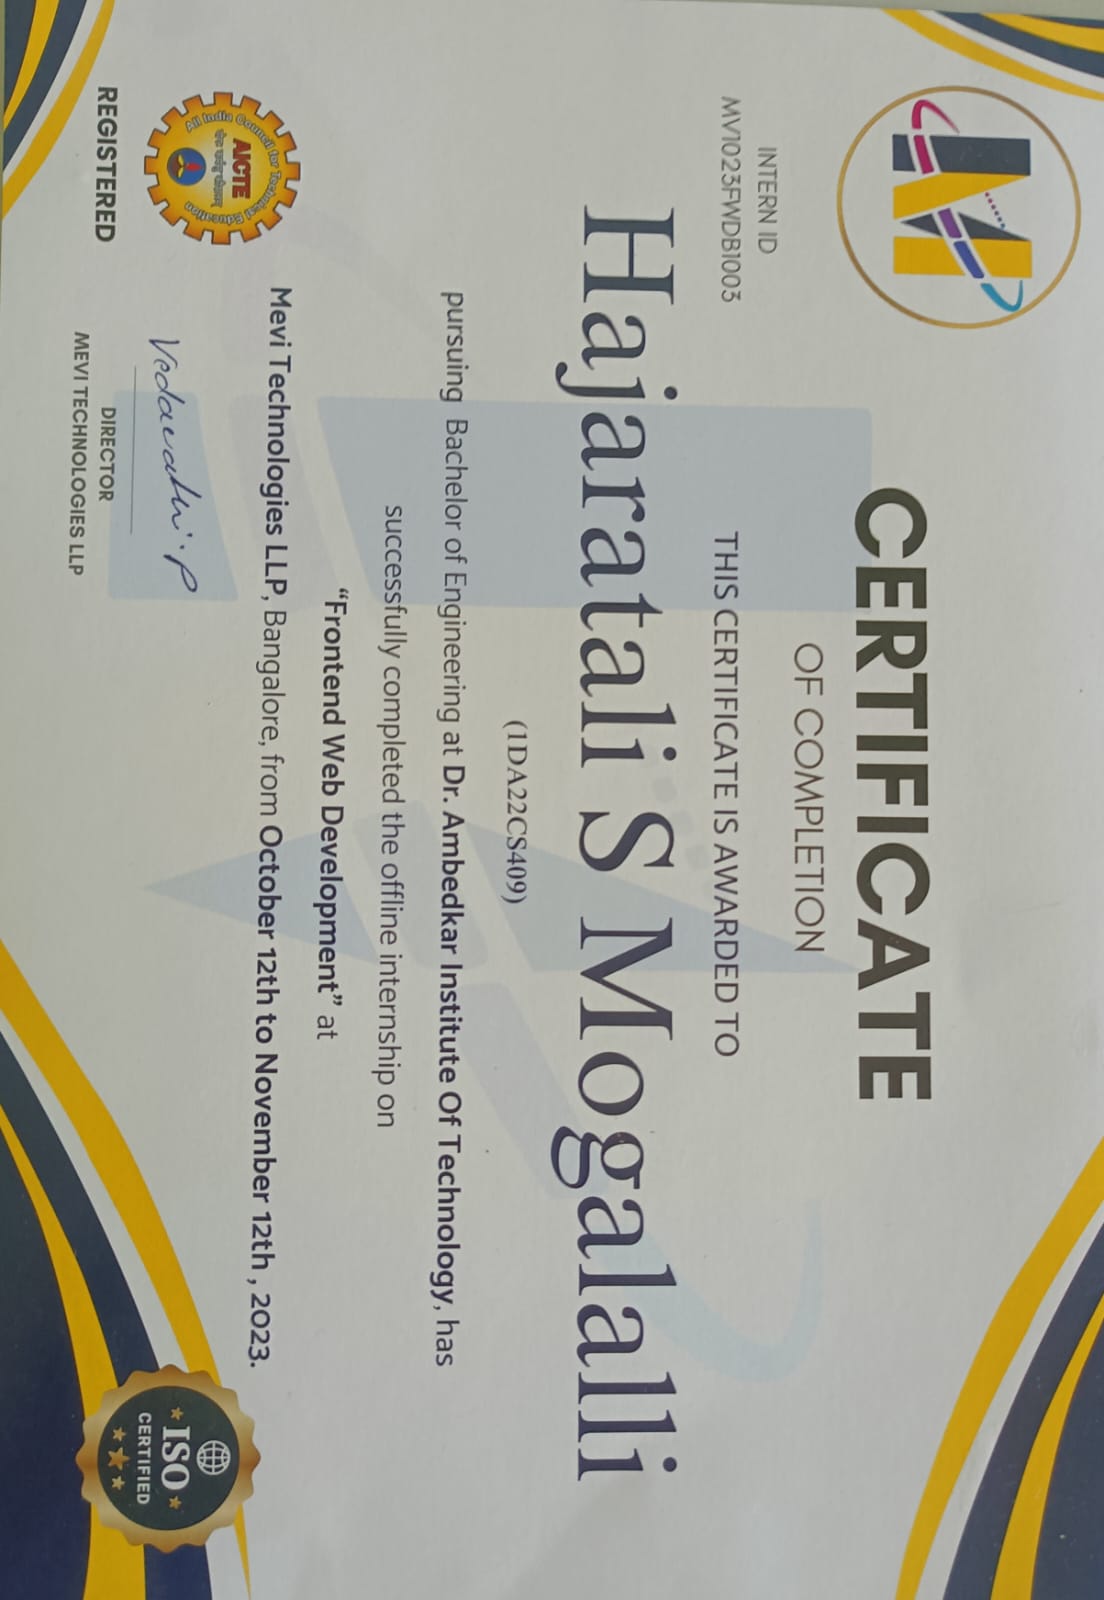 INTERN ID
MV1023FWDB1003
CERTIFICATE
OF COMPLETION
THIS CERTIFICATE IS AWARDED TO
Hajaratali S Mogalalli
(1DA22CS409)
pursuing Bachelor of Engineering at Dr. Ambedkar Institute Of Technology, has
successfully completed the offline internship on
“Frontend Web Development” at
Mevi Technologies LLP, Bangalore, from October 12th to November 12th , 2023.
All India Council for Technical Education
AICTE
REGISTERED
Vedavathi.P
DIRECTOR
MEVI TECHNOLOGIES LLP
ISO
CERTIFIED